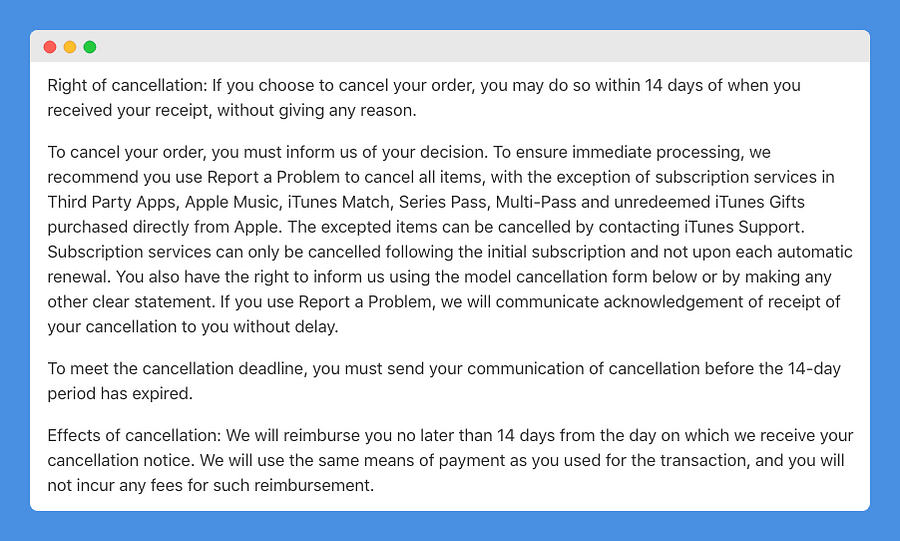 Right of cancellation: If you choose to cancel your order, you may do so within 14 days of when you
received your receipt, without giving any reason.
To cancel your order, you must inform us of your decision. To ensure immediate processing, we
recommend you use Report a Problem to cancel all items, with the exception of subscription services in
Third Party Apps, Apple Music, iTunes Match, Series Pass, Multi-Pass and unredeemed iTunes Gifts
purchased directly from Apple. The excepted items can be cancelled by contacting iTunes Support.
Subscription services can only be cancelled following the initial subscription and not upon each automatic
renewal. You also have the right to inform us using the model cancellation form below or by making any
other clear statement. If you use Report a Problem, we will communicate acknowledgement of receipt of
your cancellation to you without delay.
To meet the cancellation deadline, you must send your communication of cancellation before the 14-day
period has expired.
Effects of cancellation: We will reimburse you no later than 14 days from the day on which we receive your
cancellation notice. We will use the same means of payment as you used for the transaction, and you will
not incur any fees for such reimbursement.